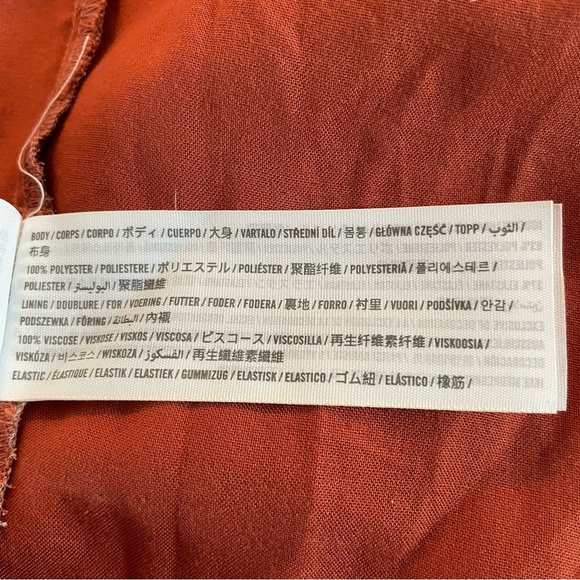 BODY / CORPS / CORPO / ボディ / CUERPO / 大身 / VARTALO / STŘEDNÍ DÍL / 몸통 / GŁÓWNA CZĘŚĆ / TOPP / الثوب /
布身
100% POLYESTER / POLIESTERE / ポリエステル / POLIÉSTER / 聚酯纤维 / POLYESTERIÄ / 폴리에스테르 /
POLIESTER / البوليستر / 聚酯纖維
LINING / DOUBLURE / FOR / VOERING / FUTTER / FODER / FODERA / 裏地 / FORRO / 衬里 / VUORI / PODŠÍVKA / 안감 /
PODSZEWKA / FÔRING / البطانة / 內襯
100% VISCOSE / VISKOSE / VISKOS / VISCOSA / ビスコース / VISCOSILLA / 再生纤维素纤维 / VISKOOSIA /
VISKÓZA / 비스코스 / WISKOZA / الفسكوز / 再生纖維素纖維
ELASTIC / ÉLASTIQUE / ELASTIK / ELASTIEK / GUMMIZUG / ELASTISK / ELASTICO / ゴム紐 / ELÁSTICO / 橡筋 /